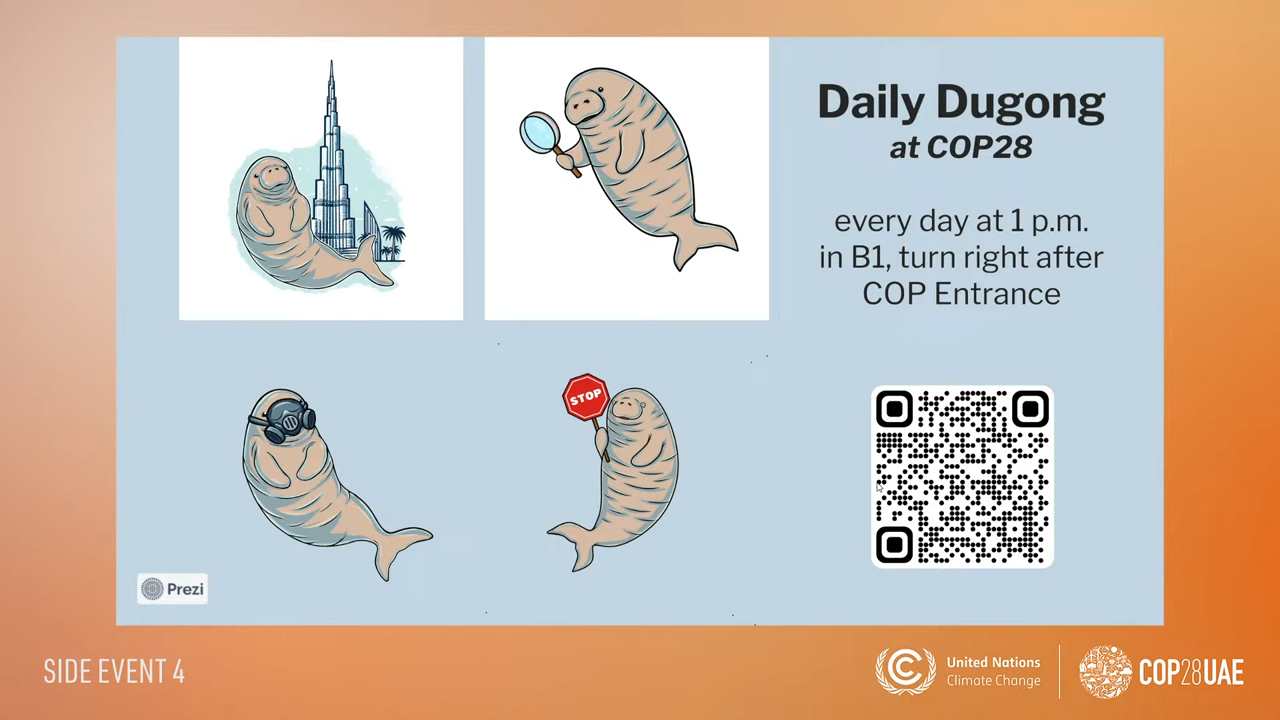 Daily Dugong
at COP28
every day at 1 p.m.
in B1, turn right after
COP Entrance
STOP
Prezi
SIDE EVENT 4
United Nations
Climate Change
COP28UAE